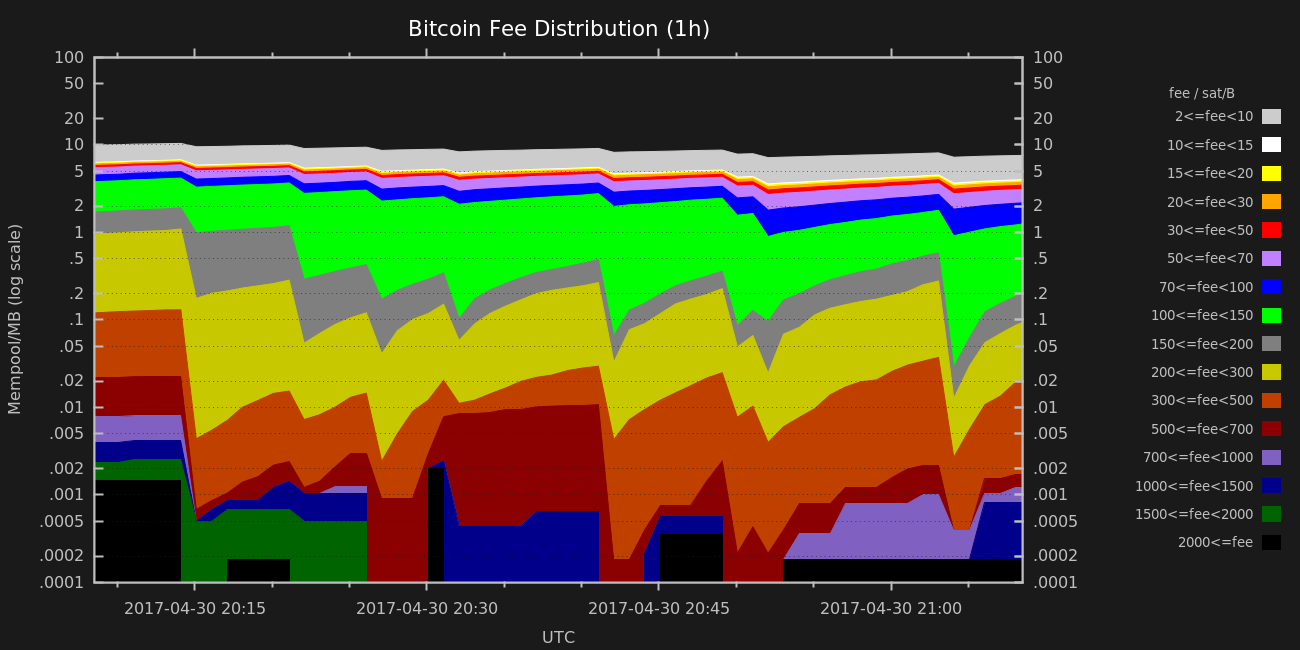 Bitcoin Fee Distribution (1h)
100 100
50 50
20 20
10 10
5 5
2 2
1 1
.5 .5
.2 .2
.1 .1
.05 .05
.02 .02
.01 .01
.005 .005
.002 .002
.001 .001
.0005 .0005
.0002 .0002
.0001 .0001
Mempool/MB (log scale)
2017-04-30 20:15 2017-04-30 20:30 2017-04-30 20:45 2017-04-30 21:00
UTC
fee / sat/B
2<=fee<10
10<=fee<15
15<=fee<20
20<=fee<30
30<=fee<50
50<=fee<70
70<=fee<100
100<=fee<150
150<=fee<200
200<=fee<300
300<=fee<500
500<=fee<700
700<=fee<1000
1000<=fee<1500
1500<=fee<2000
2000<=fee